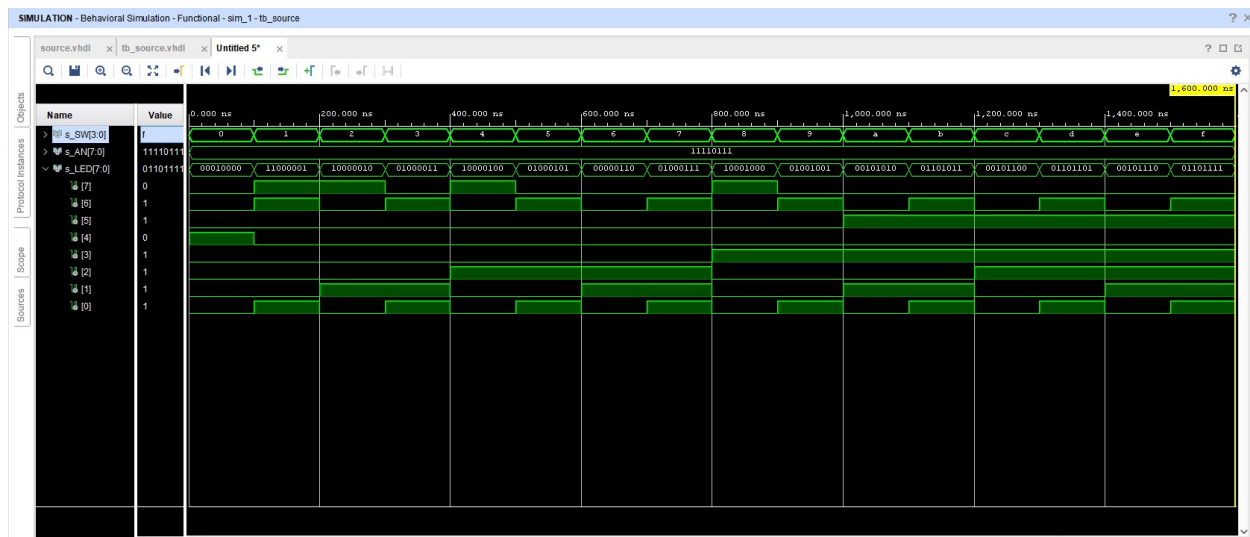 SIMULATION - Behavioral Simulation - Functional - sim_1 - tb_source
source.vhdl
tb_source.vhdl
Untitled 5*
Objects
Protocol Instances
Scope
Sources
1,600.000 ns
Name Value 0.000 ns 200.000 ns 400.000 ns 600.000 ns 800.000 ns 1,000.000 ns 1,200.000 ns 1,400.000 ns
s_SW[3:0] f 0 1 2 3 4 5 6 7 8 9 a b c d e f
s_AN[7:0] 11110111 11110111
s_LED[7:0] 01101111 00010000 11000001 10000010 01000011 10000100 01000101 00000110 01000111 10001000 01001001 00101010 01101011 00101100 01101101 00101110 01101111
[7] 0
[6] 1
[5] 1
[4] 0
[3] 1
[2] 1
[1] 1
[0] 1